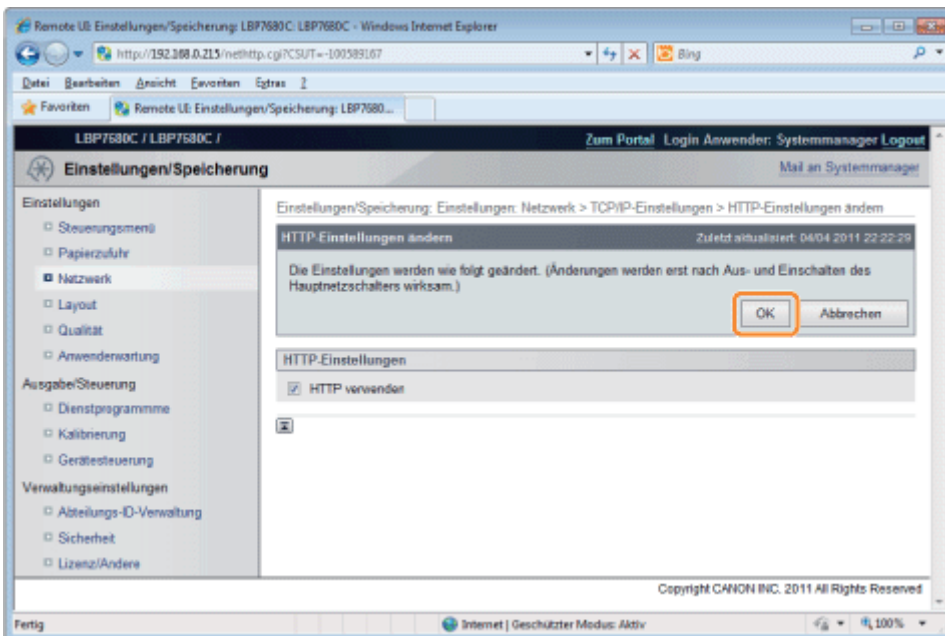 Remote UI: Einstellungen/Speicherung: LBP7680C: LBP7680C - Windows Internet Explorer
http://192.168.0.215/nethttp.cgi?CSUT=-100589167
Bing
Datei Bearbeiten Ansicht Favoriten Extras ?
Favoriten Remote UI: Einstellungen/Speicherung: LBP7680...
LBP7680C / LBP7680C /
Zum Portal Login Anwender: Systemmanager Logout
Einstellungen/Speicherung
Mail an Systemmanager
Einstellungen
Steuerungsmenü
Papierzufuhr
Netzwerk
Layout
Qualität
Anwenderwartung
Ausgabe/Steuerung
Dienstprogrammme
Kalibrierung
Gerätesteuerung
Verwaltungseinstellungen
Abteilungs-ID-Verwaltung
Sicherheit
Lizenz/Andere
Einstellungen/Speicherung: Einstellungen: Netzwerk > TCP/IP-Einstellungen > HTTP-Einstellungen ändern
HTTP-Einstellungen ändern
Zuletzt aktualisiert: 04/04 2011 22:22:29
Die Einstellungen werden wie folgt geändert. (Änderungen werden erst nach Aus- und Einschalten des
Hauptnetzschalters wirksam.)
OK
Abbrechen
HTTP-Einstellungen
HTTP verwenden
Copyright CANON INC. 2011 All Rights Reserved
Fertig
Internet | Geschützter Modus: Aktiv
100%